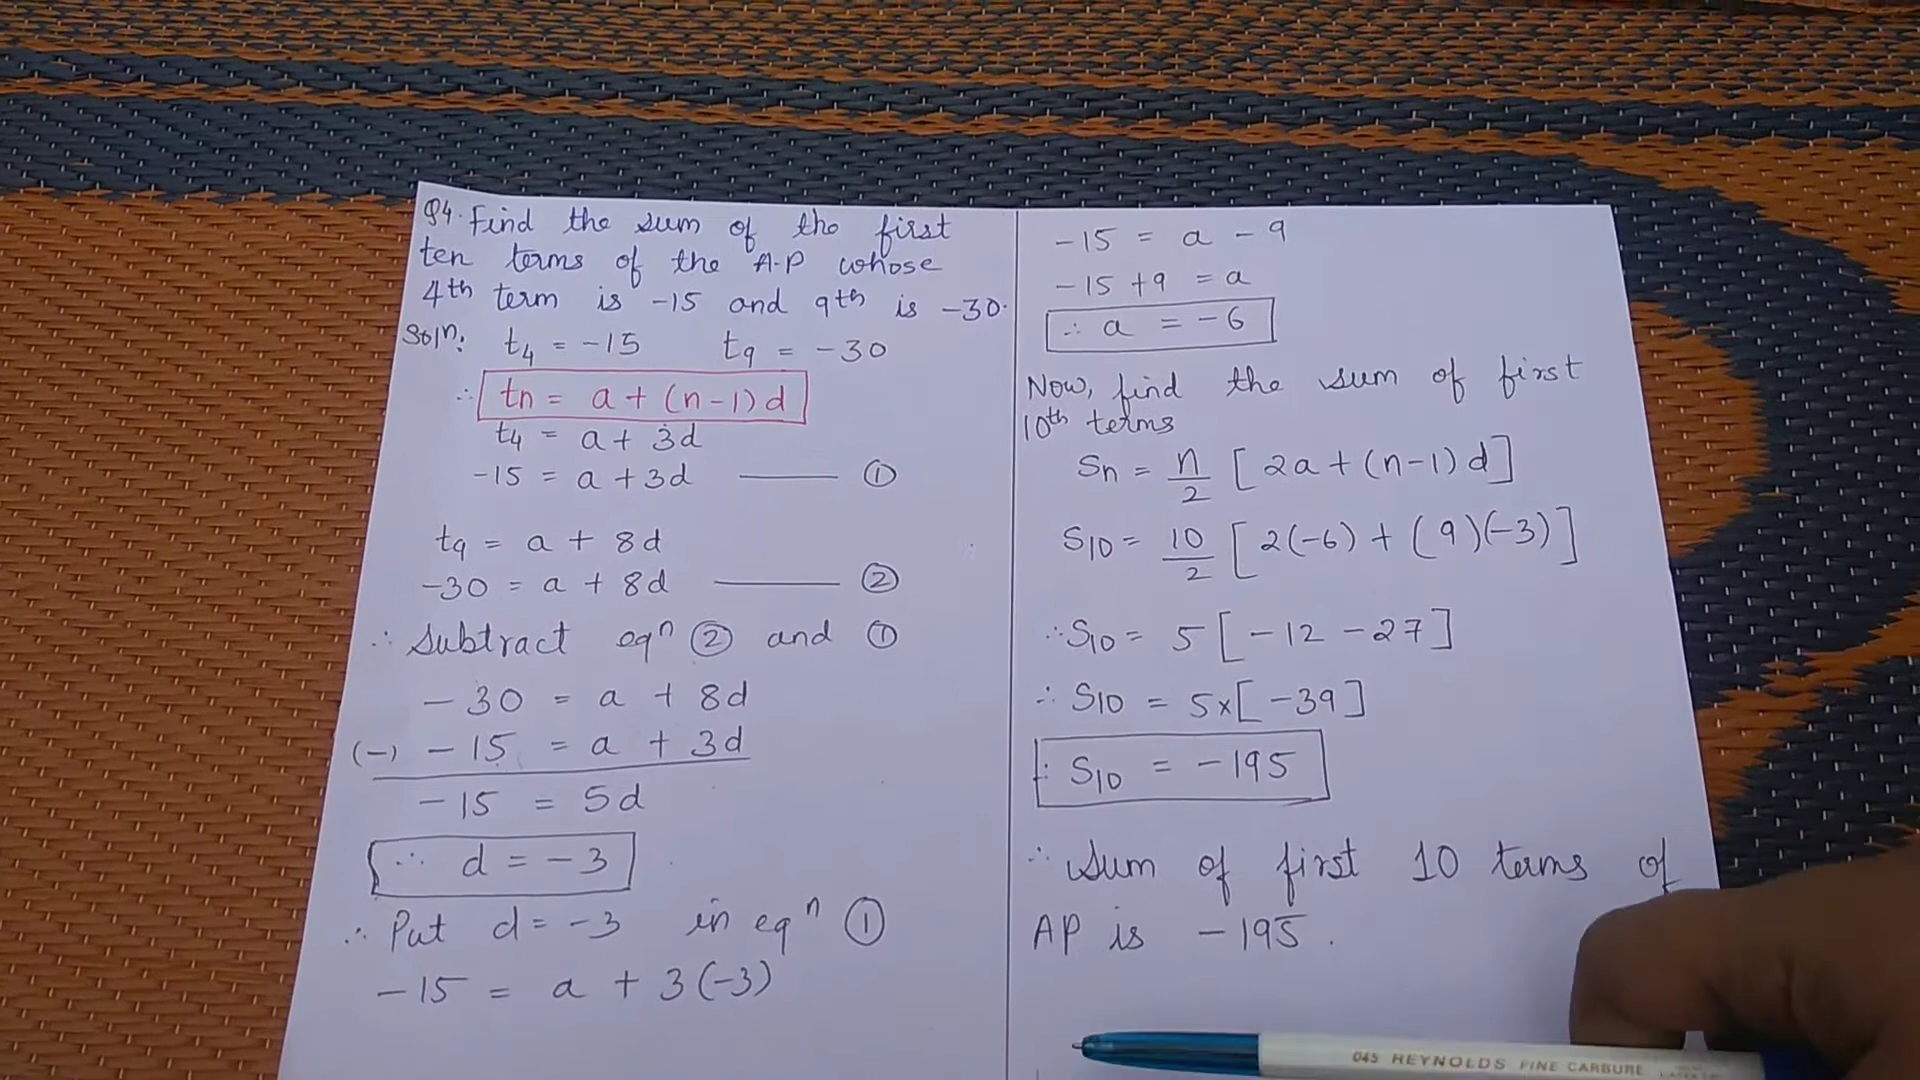 Q4. Find the sum of the first
ten terms of the A.P whose
4th term is -15 and 9th is -30.
Soln: t4 = -15 t9 = -30
∴ tn = a + (n-1) d
t4 = a + 3d
-15 = a + 3d —— ①
t9 = a + 8d
-30 = a + 8d —— ②
∴ Subtract eqn ② and ①
-30 = a + 8d
(-) -15 = a + 3d
-15 = 5d
∴ d = -3
∴ Put d = -3 in eqn ①
-15 = a + 3(-3)
-15 = a - 9
-15 + 9 = a
∴ a = -6
Now, find the sum of first
10th terms
Sn = n/2 [2a + (n-1) d]
S10 = 10/2 [2(-6) + (9)(-3)]
∴ S10 = 5 [-12 - 27]
∴ S10 = 5x[-39]
∴ S10 = -195
∴ Sum of first 10 terms of
AP is -195.
045 REYNOLDS FINE CARBURE